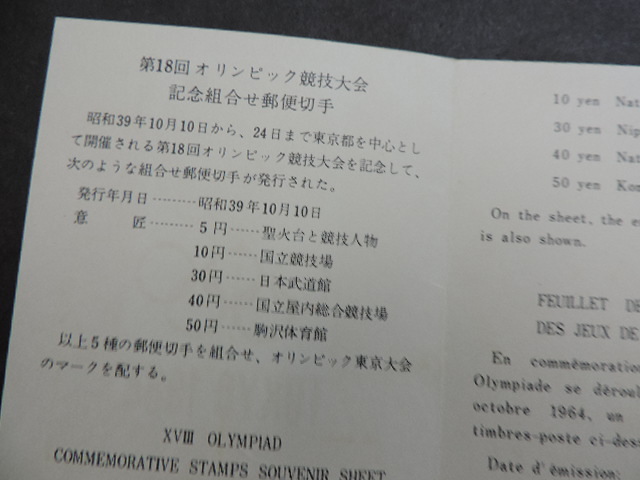 第18回オリンピック競技大会
記念組合せ郵便切手
昭和39年10月10日から、24日まで東京都を中心とし
て開催される第18回オリンピック競技大会を記念して、
次のような組合せ郵便切手が発行された。
発行年月日………昭和39年10月10日
意　　匠………5円……聖火台と競技人物
10円……国立競技場
30円……日本武道館
40円……国立屋内総合競技場
50円……駒沢体育館
以上5種の郵便切手を組合せ、オリンピック東京大会
のマークを配する。
XVIII OLYMPIAD
COMMEMORATIVE STAMPS SOUVENIR SHEET
10 yen Nat
30 yen Nip
40 yen Nat
50 yen Kom
On the sheet, the e
is also shown.
FEUILLET DE
DES JEUX DE
En commémoration
Olympiade se dérou
octobre 1964, un
timbres-poste ci-des
Date d'émission: